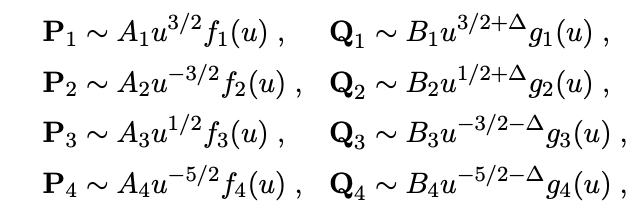 P₁ ∼ A₁u^{3/2} f₁(u) , Q₁ ∼ B₁u^{3/2+Δ} g₁(u) ,
P₂ ∼ A₂u^{−3/2} f₂(u) , Q₂ ∼ B₂u^{1/2+Δ} g₂(u) ,
P₃ ∼ A₃u^{1/2} f₃(u) , Q₃ ∼ B₃u^{−3/2−Δ} g₃(u) ,
P₄ ∼ A₄u^{−5/2} f₄(u) , Q₄ ∼ B₄u^{−5/2−Δ} g₄(u) ,